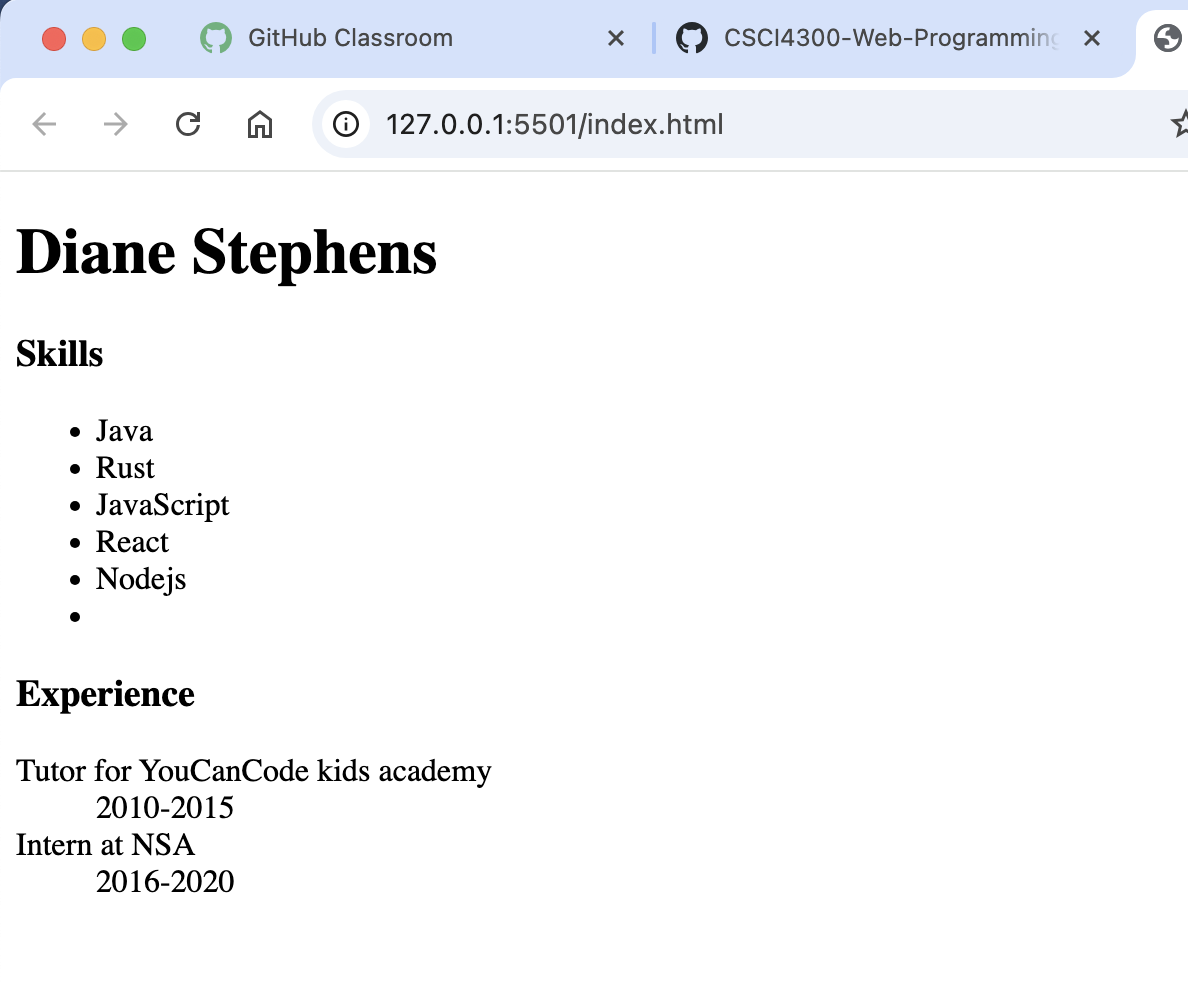 GitHub Classroom
CSCI4300-Web-Programming
127.0.0.1:5501/index.html
Diane Stephens
Skills
• Java
• Rust
• JavaScript
• React
• Nodejs
•
Experience
Tutor for YouCanCode kids academy
2010-2015
Intern at NSA
2016-2020